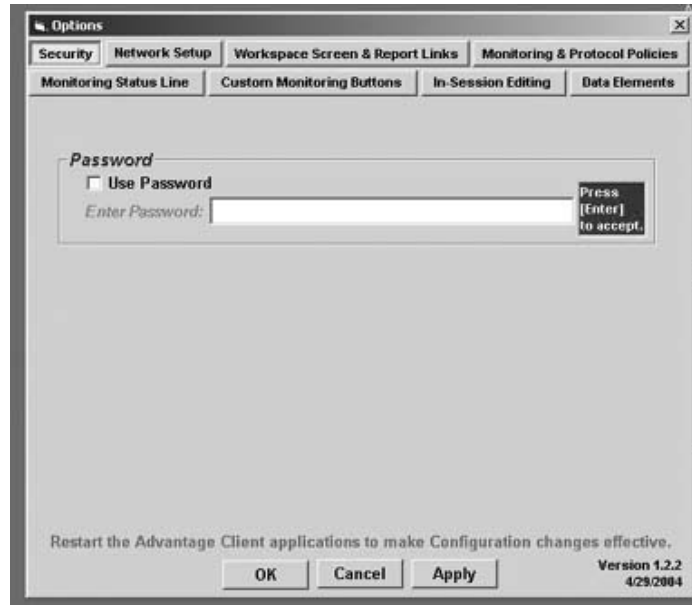 Options
Security Network Setup Workspace Screen & Report Links Monitoring & Protocol Policies
Monitoring Status Line Custom Monitoring Buttons In-Session Editing Data Elements
Password
Use Password
Enter Password:
Press
[Enter]
to accept.
Restart the Advantage Client applications to make Configuration changes effective.
OK Cancel Apply
Version 1.2.2
4/29/2004